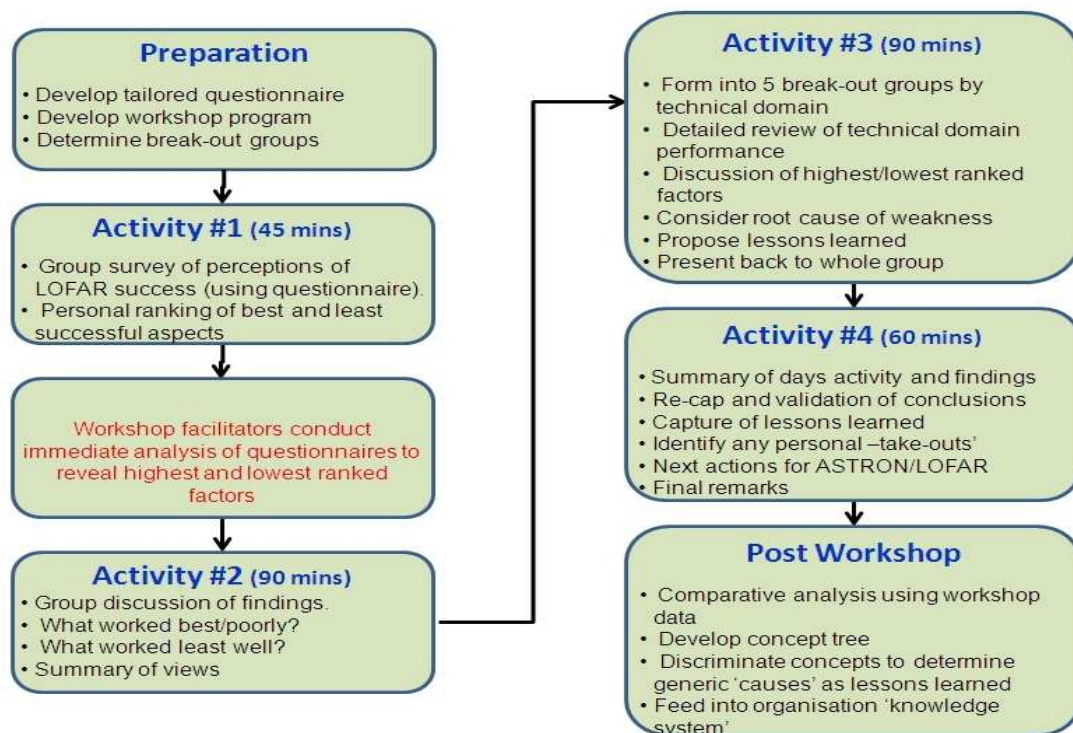 Preparation
• Develop tailored questionnaire
• Develop workshop program
• Determine break-out groups
Activity #1 (45 mins)
• Group survey of perceptions of
LOFAR success (using questionnaire).
• Personal ranking of best and least
successful aspects
Workshop facilitators conduct
immediate analysis of questionnaires to
reveal highest and lowest ranked
factors
Activity #2 (90 mins)
• Group discussion of findings.
• What worked best/poorly?
• What worked least well?
• Summary of views
Activity #3 (90 mins)
• Form into 5 break-out groups by
technical domain
• Detailed review of technical domain
performance
• Discussion of highest/lowest ranked
factors
• Consider root cause of weakness
• Propose lessons learned
• Present back to whole group
Activity #4 (60 mins)
• Summary of days activity and findings
• Re-cap and validation of conclusions
• Capture of lessons learned
• Identify any personal –take-outs’
• Next actions for ASTRON/LOFAR
• Final remarks
Post Workshop
• Comparative analysis using workshop
data
• Develop concept tree
• Discriminate concepts to determine
generic ‘causes’ as lessons learned
• Feed into organisation ‘knowledge
system’